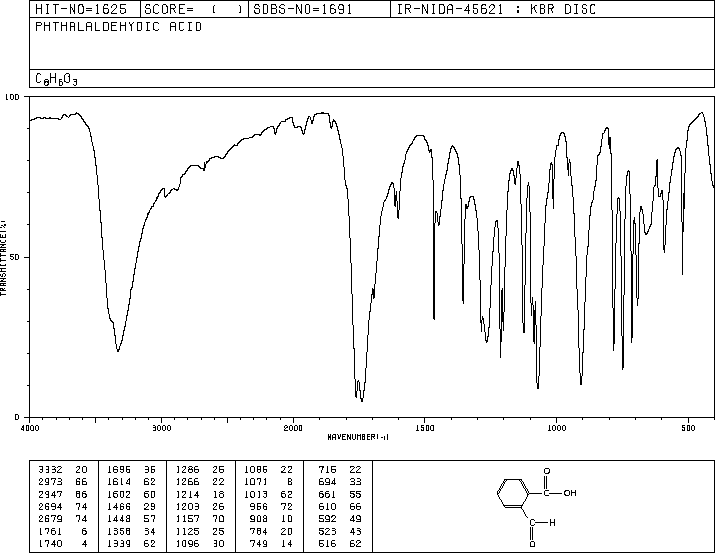 HIT-NO=1625 SCORE= ( ) SDBS-NO=1691 IR-NIDA-45621 : KBR DISC
PHTHALALDEHYDIC ACID
C8H6O3
100
50
0
TRANSMITTANCE(%)
4000 3000 2000 1500 1000 500
WAVENUMBER(-1)
3332 20 1696 36 1286 26 1086 22 716 22
2973 66 1614 62 1266 22 1071 8 694 33
2947 86 1602 60 1214 18 1013 62 661 55
2694 74 1466 29 1203 26 966 72 610 66
2679 74 1448 57 1157 70 908 10 592 49
1761 6 1358 34 1125 25 784 20 523 43
1740 4 1339 62 1096 30 749 14 516 62
O
C—OH
C—H
O